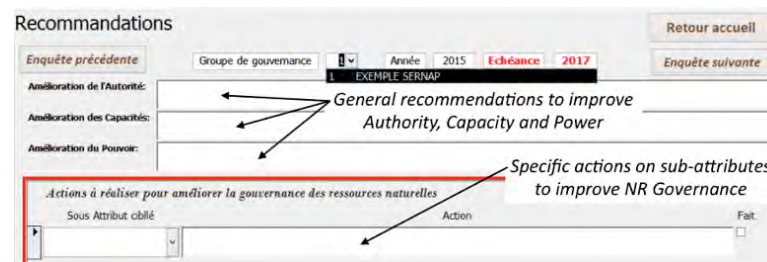 Recommandations
Retour accueil
Enquête précédente
Groupe de gouvernance 1 Année 2015 Echéance 2017
Enquête suivante
1 EXEMPLE SERNAP
Amélioration de l'Autorité:
General recommendations to improve
Authority, Capacity and Power
Amélioration des Capacités:
Amélioration du Pouvoir:
Specific actions on sub-attributes
to improve NR Governance
Actions à réaliser pour améliorer la gouvernance des ressources naturelles
Sous Attribut cibllé Action Fait